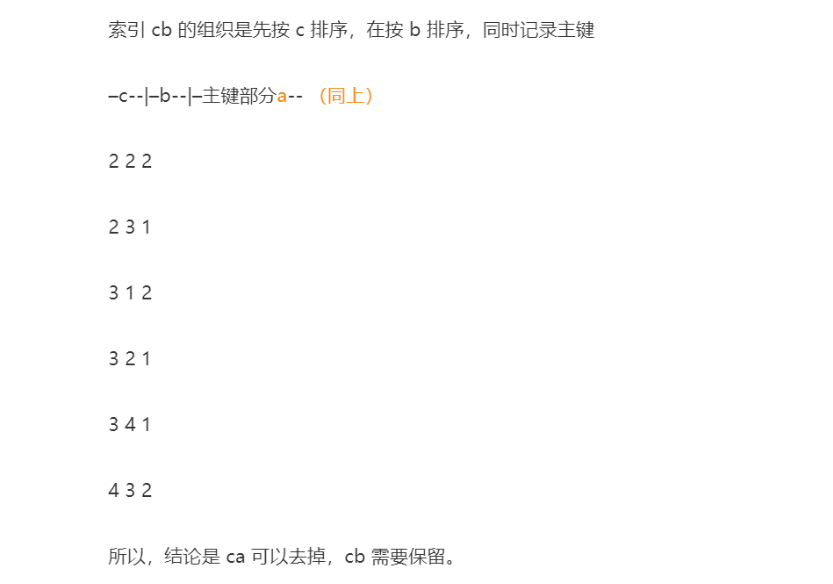 索引 cb 的组织是先按 c 排序，在按 b 排序，同时记录主键
–c--|–b--|–主键部分a-- （同上）
2 2 2
2 3 1
3 1 2
3 2 1
3 4 1
4 3 2
所以，结论是 ca 可以去掉，cb 需要保留。